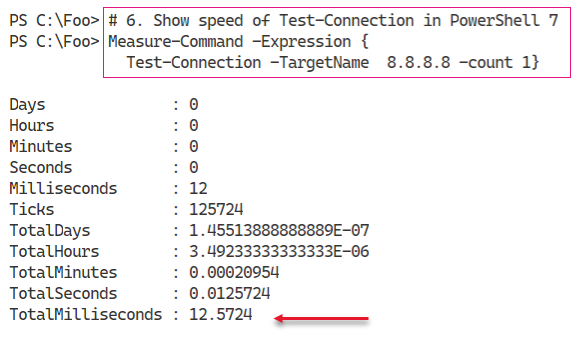 PS C:\Foo> # 6. Show speed of Test-Connection in PowerShell 7
PS C:\Foo> Measure-Command -Expression {
Test-Connection -TargetName 8.8.8.8 -count 1}
Days : 0
Hours : 0
Minutes : 0
Seconds : 0
Milliseconds : 12
Ticks : 125724
TotalDays : 1.45513888888889E-07
TotalHours : 3.49233333333333E-06
TotalMinutes : 0.00020954
TotalSeconds : 0.0125724
TotalMilliseconds : 12.5724